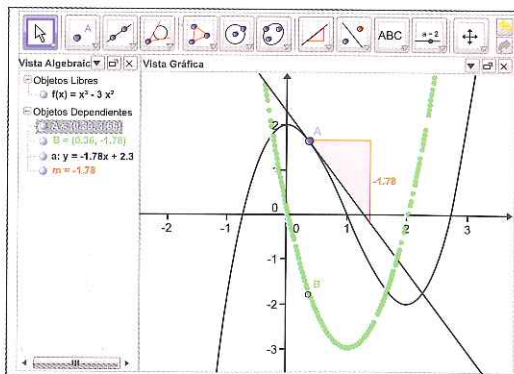 ABC
a=2
Vista Algebraic
Vista Gráfica
Objetos Libres
f(x) = x³ - 3 x²
Objetos Dependientes
B = (0.36, -1.78)
a: y = -1.78x + 2.3
m = -1.78
A
-1.78
B
2
1
0
-1
-2
-3
-2
-1
0
1
2
3